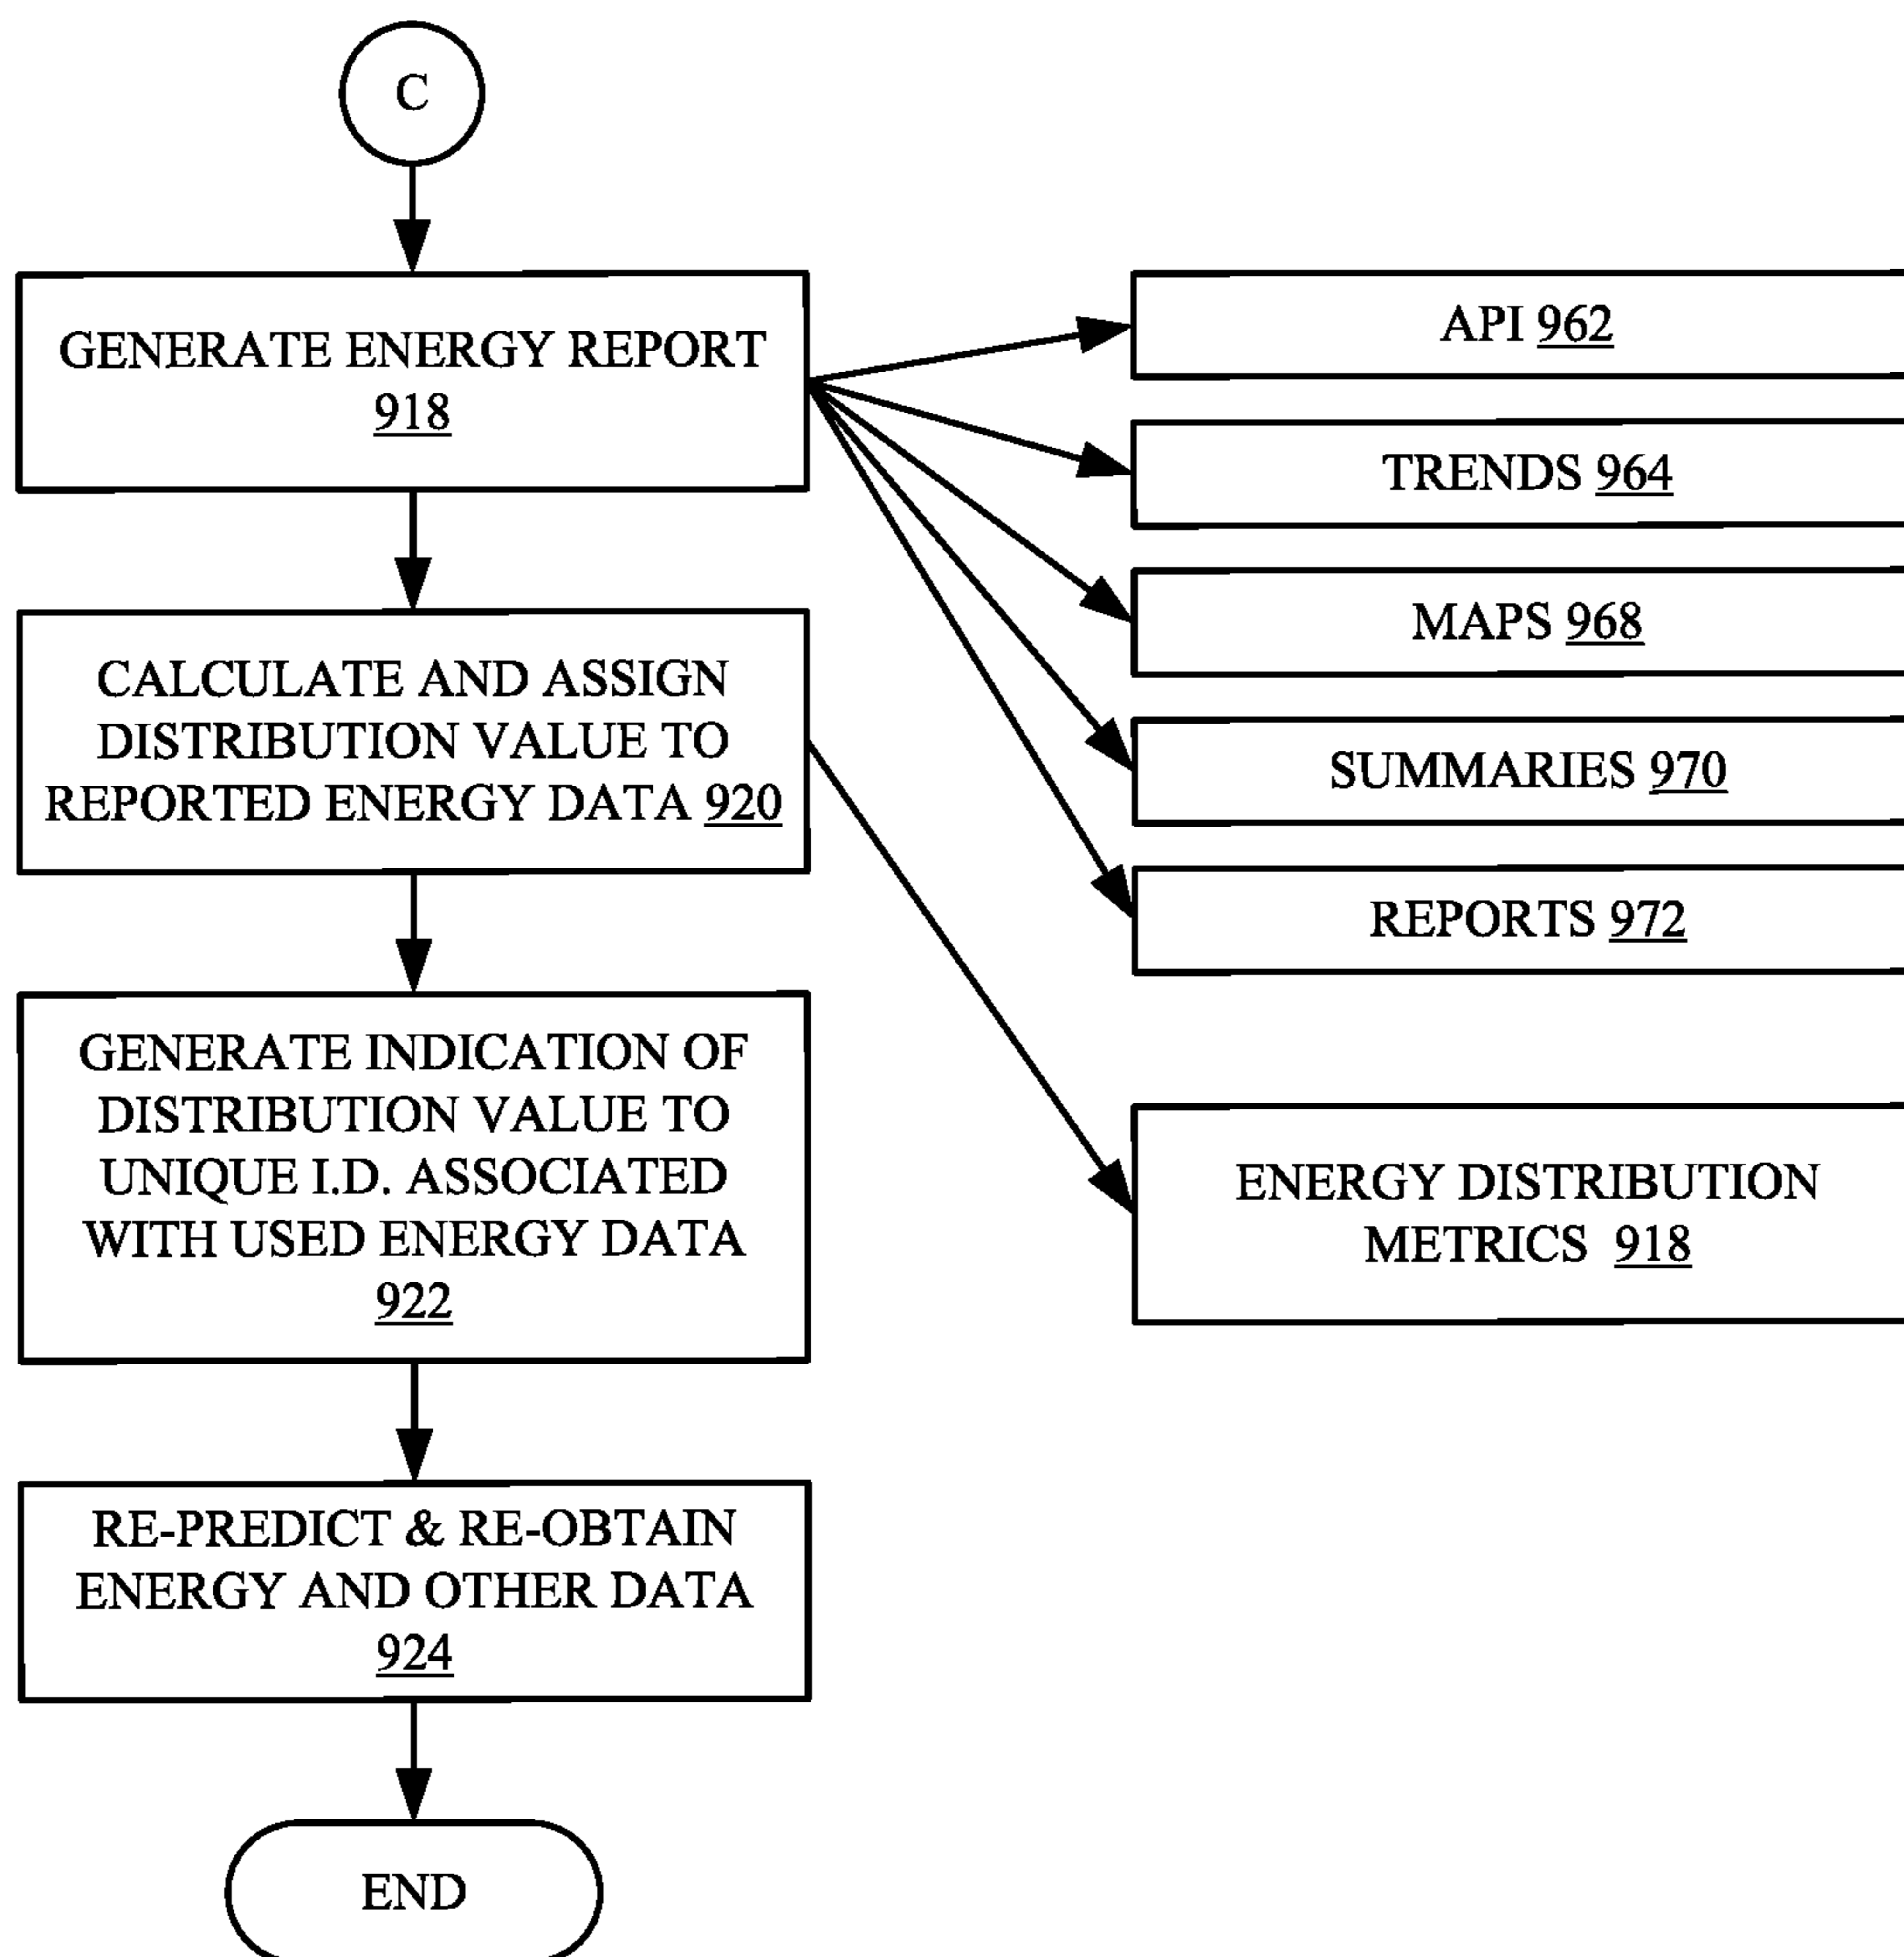 C
GENERATE ENERGY REPORT
918
CALCULATE AND ASSIGN
DISTRIBUTION VALUE TO
REPORTED ENERGY DATA 920
GENERATE INDICATION OF
DISTRIBUTION VALUE TO
UNIQUE I.D. ASSOCIATED
WITH USED ENERGY DATA
922
RE-PREDICT & RE-OBTAIN
ENERGY AND OTHER DATA
924
END
API 962
TRENDS 964
MAPS 968
SUMMARIES 970
REPORTS 972
ENERGY DISTRIBUTION
METRICS 918